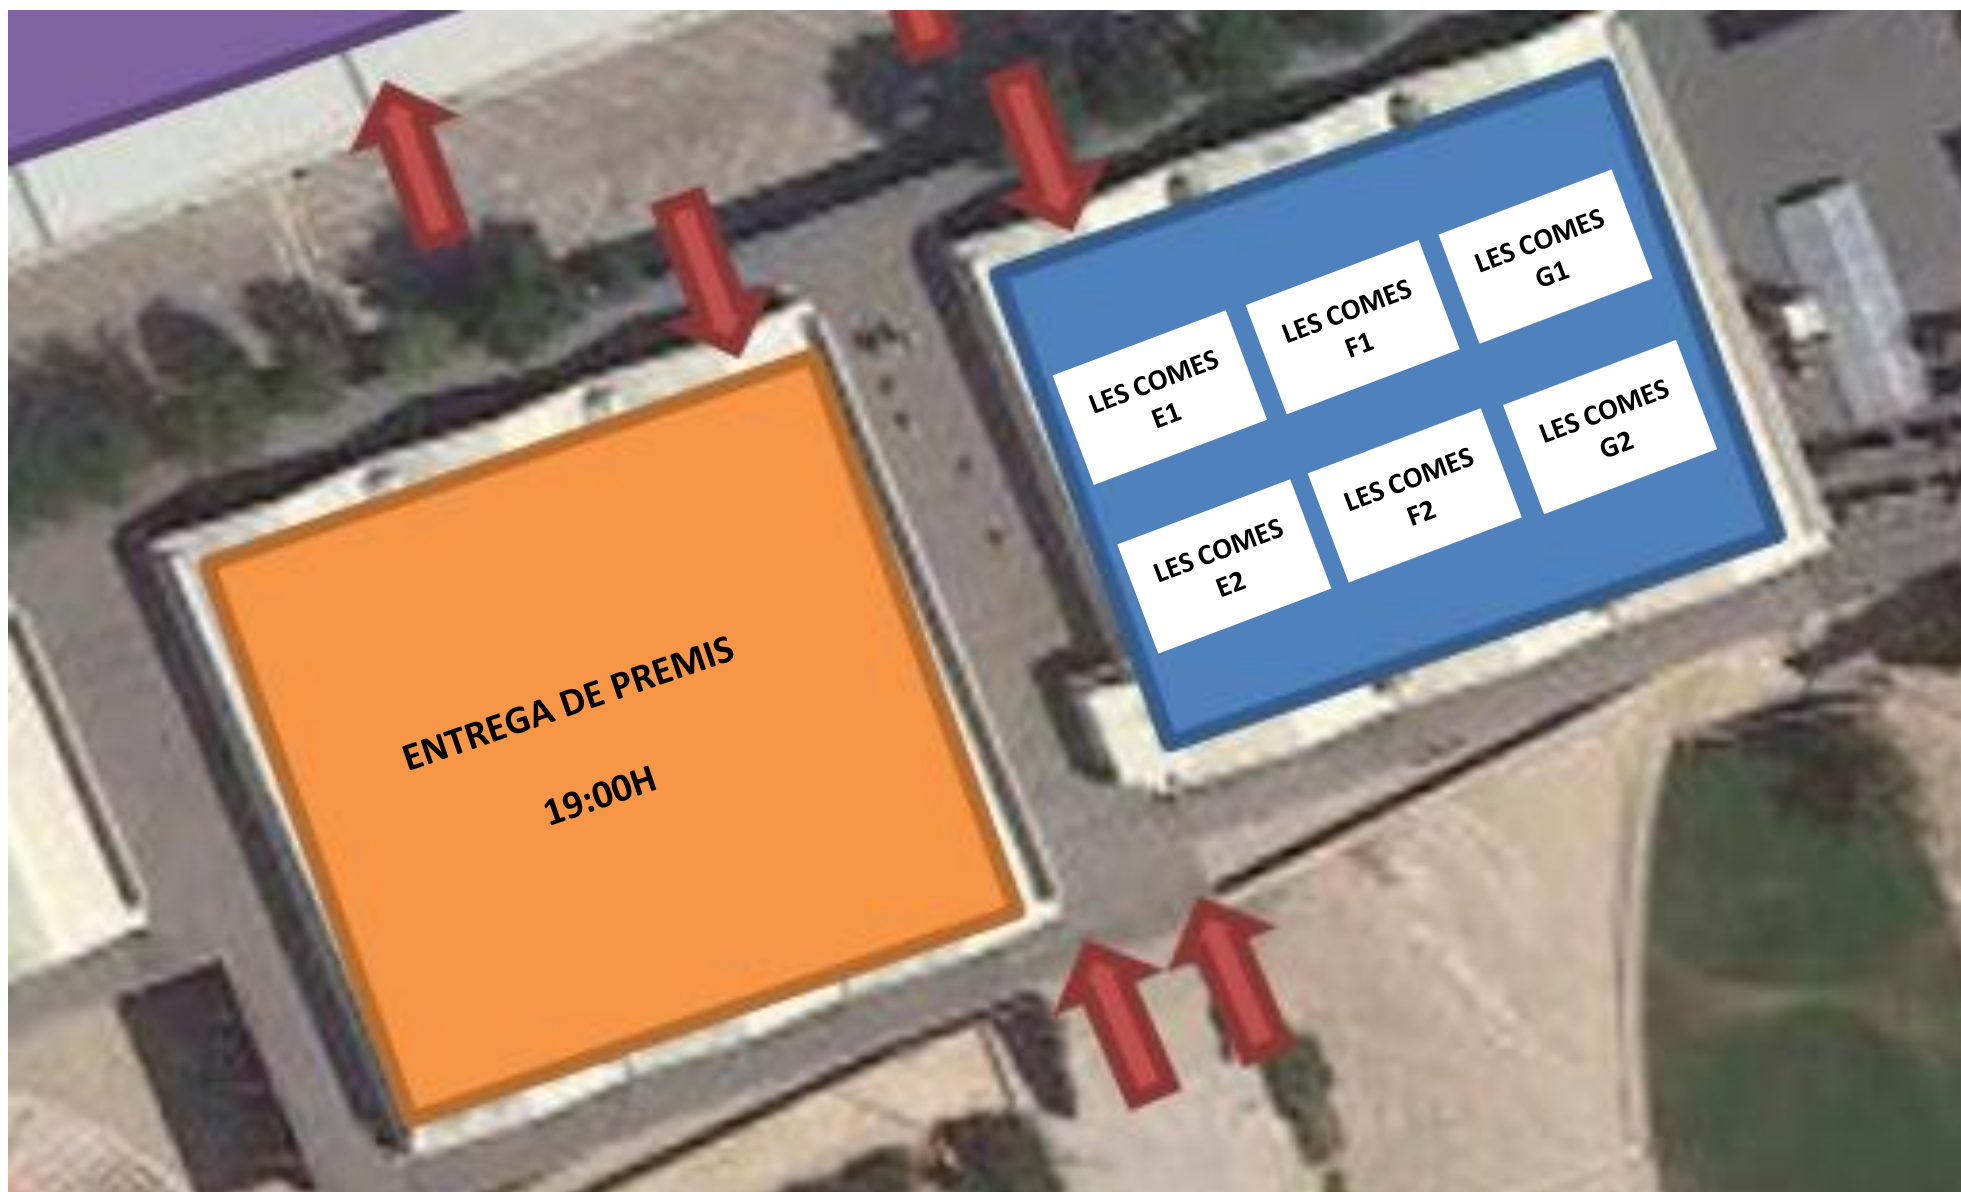 ENTREGA DE PREMIS
19:00H
LES COMES
E1
LES COMES
F1
LES COMES
G1
LES COMES
E2
LES COMES
F2
LES COMES
G2